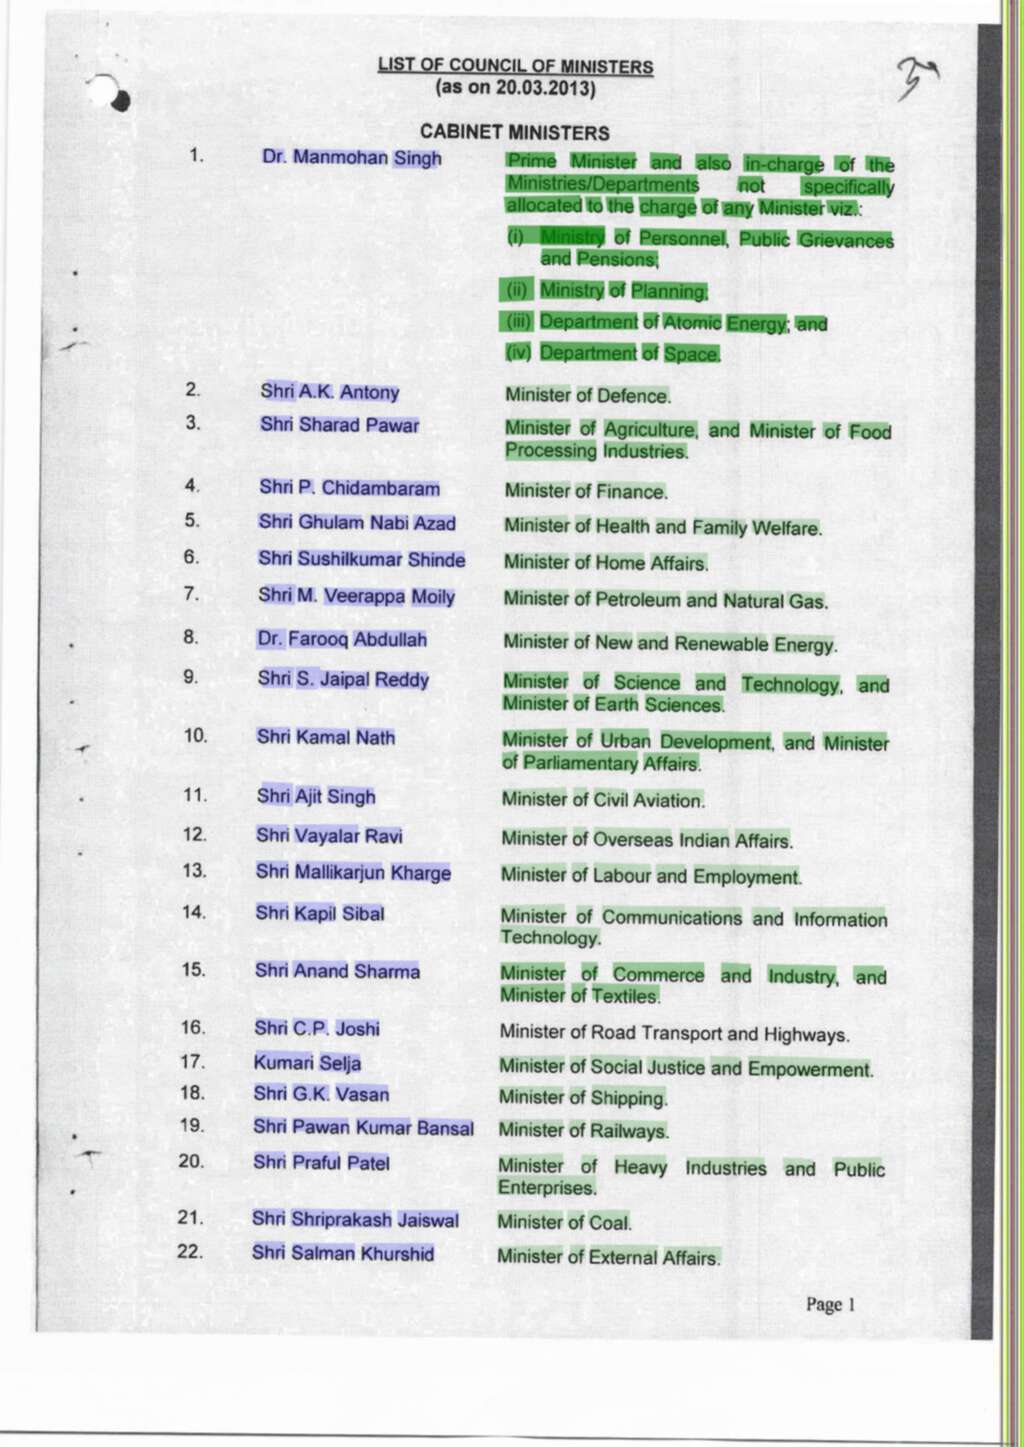 LIST OF COUNCIL OF MINISTERS
(as on 20.03.2013)
CABINET MINISTERS
1. Dr. Manmohan Singh Prime Minister and also in-charge of the
Ministries/Departments not specifically
allocated to the charge of any Minister viz.:
(i) Ministry of Personnel, Public Grievances
and Pensions;
(ii) Ministry of Planning;
(iii) Department of Atomic Energy; and
(iv) Department of Space.
2. Shri A.K. Antony Minister of Defence.
3. Shri Sharad Pawar Minister of Agriculture, and Minister of Food
Processing Industries.
4. Shri P. Chidambaram Minister of Finance.
5. Shri Ghulam Nabi Azad Minister of Health and Family Welfare.
6. Shri Sushilkumar Shinde Minister of Home Affairs.
7. Shri M. Veerappa Moily Minister of Petroleum and Natural Gas.
8. Dr. Farooq Abdullah Minister of New and Renewable Energy.
9. Shri S. Jaipal Reddy Minister of Science and Technology, and
Minister of Earth Sciences.
10. Shri Kamal Nath Minister of Urban Development, and Minister
of Parliamentary Affairs.
11. Shri Ajit Singh Minister of Civil Aviation.
12. Shri Vayalar Ravi Minister of Overseas Indian Affairs.
13. Shri Mallikarjun Kharge Minister of Labour and Employment.
14. Shri Kapil Sibal Minister of Communications and Information
Technology.
15. Shri Anand Sharma Minister of Commerce and Industry, and
Minister of Textiles.
16. Shri C.P. Joshi Minister of Road Transport and Highways.
17. Kumari Selja Minister of Social Justice and Empowerment.
18. Shri G.K. Vasan Minister of Shipping.
19. Shri Pawan Kumar Bansal Minister of Railways.
20. Shri Praful Patel Minister of Heavy Industries and Public
Enterprises.
21. Shri Shriprakash Jaiswal Minister of Coal.
22. Shri Salman Khurshid Minister of External Affairs.
Page 1